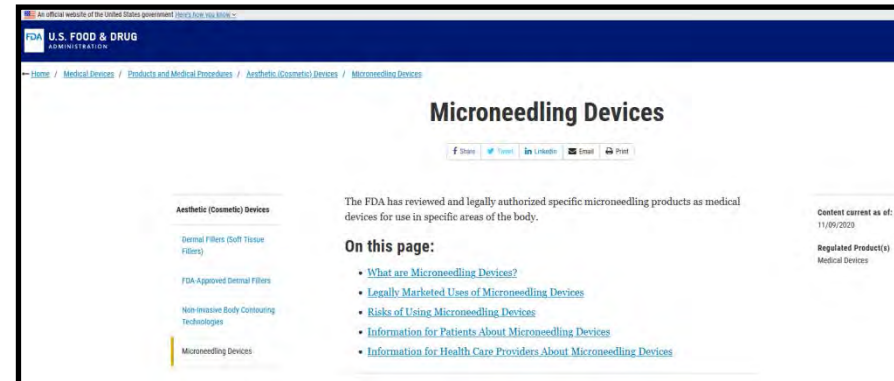 An official website of the United States government Here's how you know
FDA U.S. FOOD & DRUG
ADMINISTRATION
← Home / Medical Devices / Products and Medical Procedures / Aesthetic (Cosmetic) Devices / Microneedling Devices
Microneedling Devices
f Share Tweet in Linkedin Email Print
Aesthetic (Cosmetic) Devices
Dermal Fillers (Soft Tissue
Fillers)
FDA-Approved Dermal Fillers
Non-Invasive Body Contouring
Technologies
Microneedling Devices
The FDA has reviewed and legally authorized specific microneedling products as medical
devices for use in specific areas of the body.
On this page:
• What are Microneedling Devices?
• Legally Marketed Uses of Microneedling Devices
• Risks of Using Microneedling Devices
• Information for Patients About Microneedling Devices
• Information for Health Care Providers About Microneedling Devices
Content current as of:
11/09/2020
Regulated Product(s)
Medical Devices